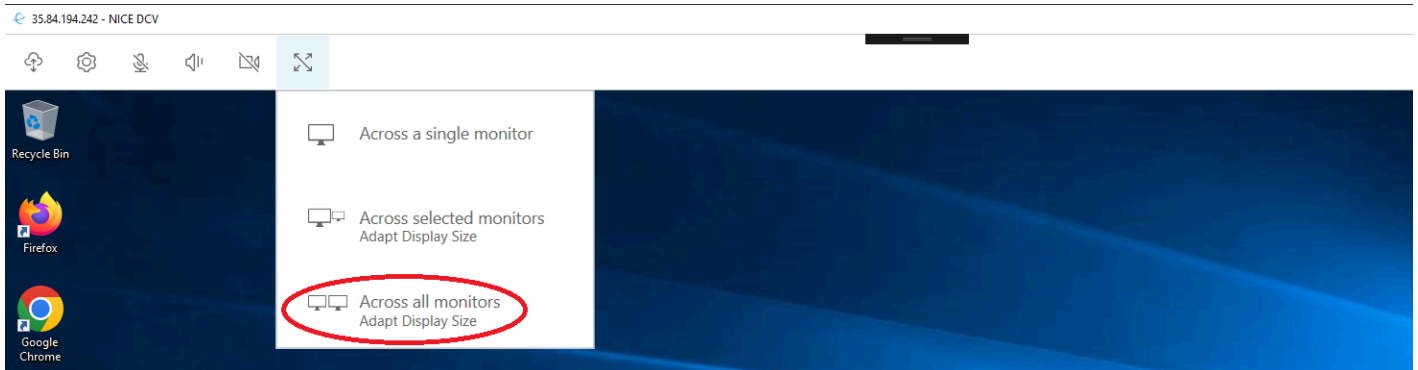 35.84.194.242 - NICE DCV
Recycle Bin
Firefox
Google
Chrome
Across a single monitor
Across selected monitors
Adapt Display Size
Across all monitors
Adapt Display Size